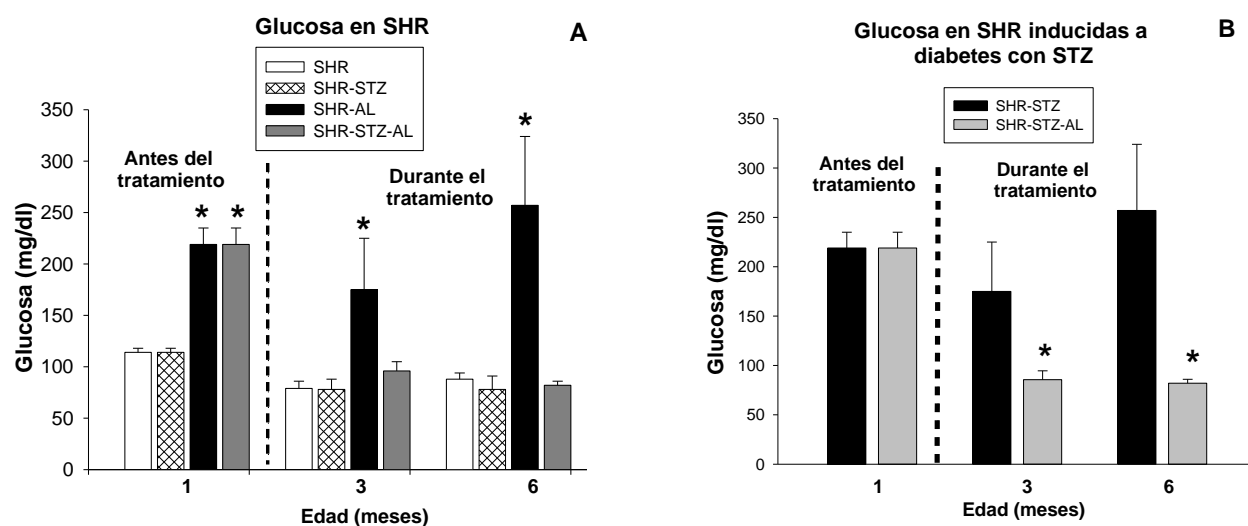 Glucosa en SHR
A
SHR
SHR-STZ
SHR-AL
SHR-STZ-AL
350
300
250
200
150
100
50
0
Glucosa (mg/dl)
Antes del
tratamiento
Durante el
tratamiento
*
*
*
*
1
3
6
Edad (meses)
Glucosa en SHR inducidas a
diabetes con STZ
B
SHR-STZ
SHR-STZ-AL
350
300
250
200
150
100
50
0
Glucosa (mg/dl)
Antes del
tratamiento
Durante el
tratamiento
*
*
1
3
6
Edad (meses)